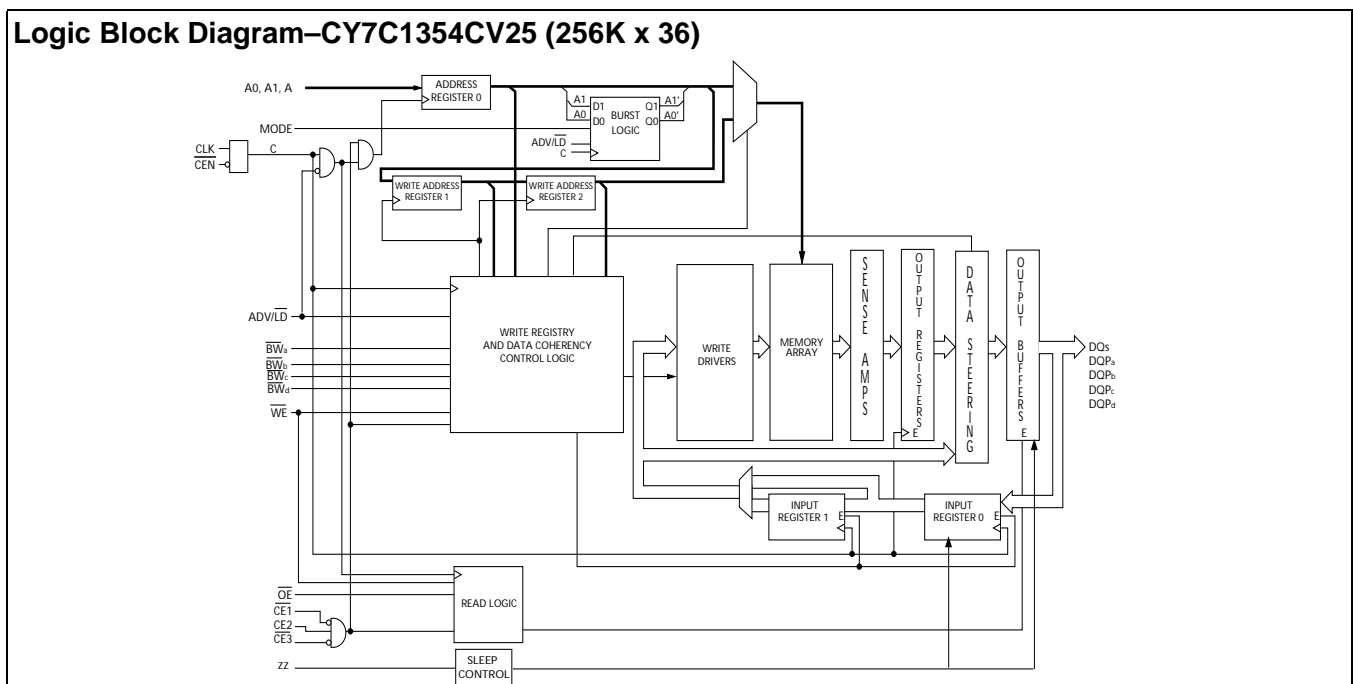 Logic Block Diagram–CY7C1354CV25 (256K x 36)
A0, A1, A
ADDRESS
REGISTER 0
A1
A0
D1
D0
BURST
LOGIC
Q1
Q0
A1'
A0'
MODE
ADV/LD
C
CLK
CEN
C
WRITE ADDRESS
REGISTER 1
WRITE ADDRESS
REGISTER 2
ADV/LD
BWa
BWb
BWc
BWd
WE
WRITE REGISTRY
AND DATA COHERENCY
CONTROL LOGIC
WRITE
DRIVERS
MEMORY
ARRAY
SENSE AMPS
OUTPUT REGISTERS
E
DATA STEERING
OUTPUT BUFFERS
E
DQs
DQPa
DQPb
DQPc
DQPd
INPUT
REGISTER 1
E
INPUT
REGISTER 0
E
OE
CE1
CE2
CE3
READ LOGIC
ZZ
SLEEP
CONTROL